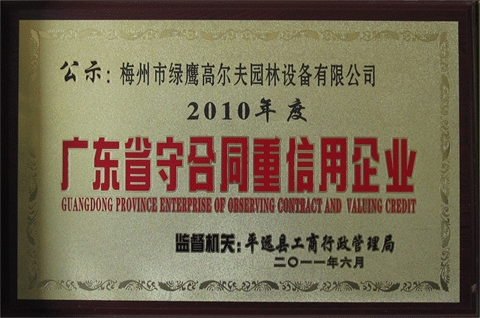 公示：梅州市绿鹰高尔夫园林设备有限公司
2010年度
广东省守合同重信用企业
GUANGDONG PROVINCE ENTERPRISE OF OBSERVING CONTRACT AND VALUING CREDIT
监督机关：平远县工商行政管理局
二〇一一年六月